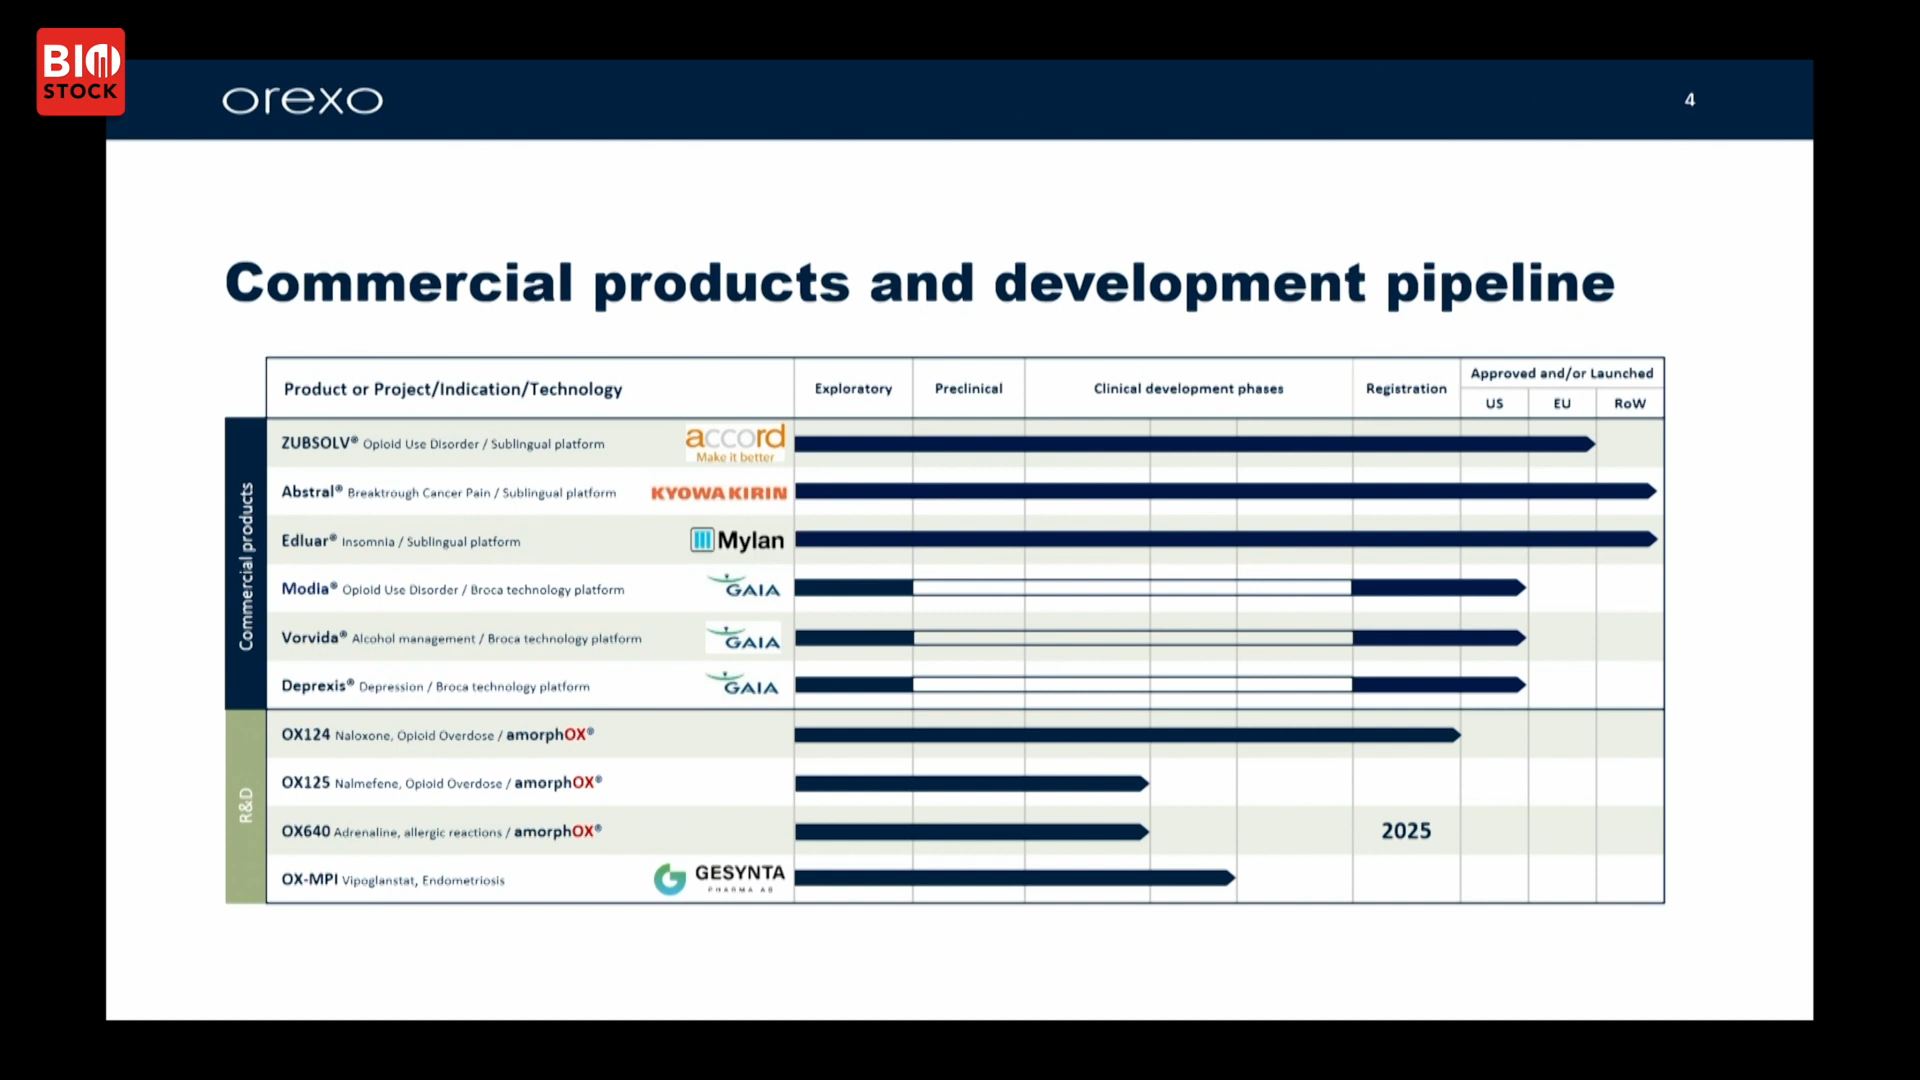 BIO
STOCK
orexo
4
Commercial products and development pipeline
Product or Project/Indication/Technology
Exploratory
Preclinical
Clinical development phases
Registration
Approved and/or Launched
US
EU
RoW
Commercial products
ZUBSOLV® Opioid Use Disorder / Sublingual platform
accord
Make it better
Abstral® Breaktrough Cancer Pain / Sublingual platform
KYOWA KIRIN
Edluar® Insomnia / Sublingual platform
Mylan
Modia® Opioid Use Disorder / Broca technology platform
GAIA
Vorvida® Alcohol management / Broca technology platform
GAIA
Deprexis® Depression / Broca technology platform
GAIA
R&D
OX124 Naloxone, Opioid Overdose / amorphOX®
OX125 Nalmefene, Opioid Overdose / amorphOX®
OX640 Adrenaline, allergic reactions / amorphOX®
2025
OX-MPI Vipoglanstat, Endometriosis
GESYNTA
PHARMA AB